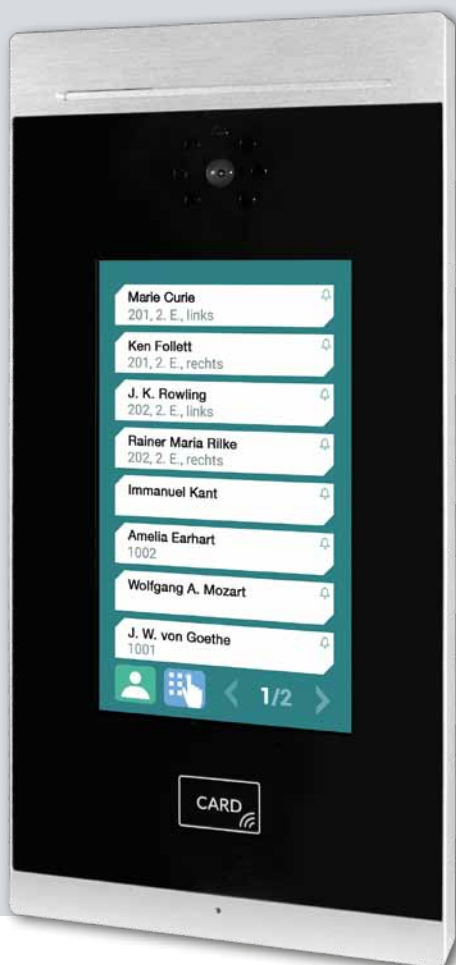 Marie Curie
201, 2. E., links
Ken Follett
201, 2. E., rechts
J. K. Rowling
202, 2. E., links
Rainer Maria Rilke
202, 2. E., rechts
Immanuel Kant
Amelia Earhart
1002
Wolfgang A. Mozart
J. W. von Goethe
1001
1/2
CARD